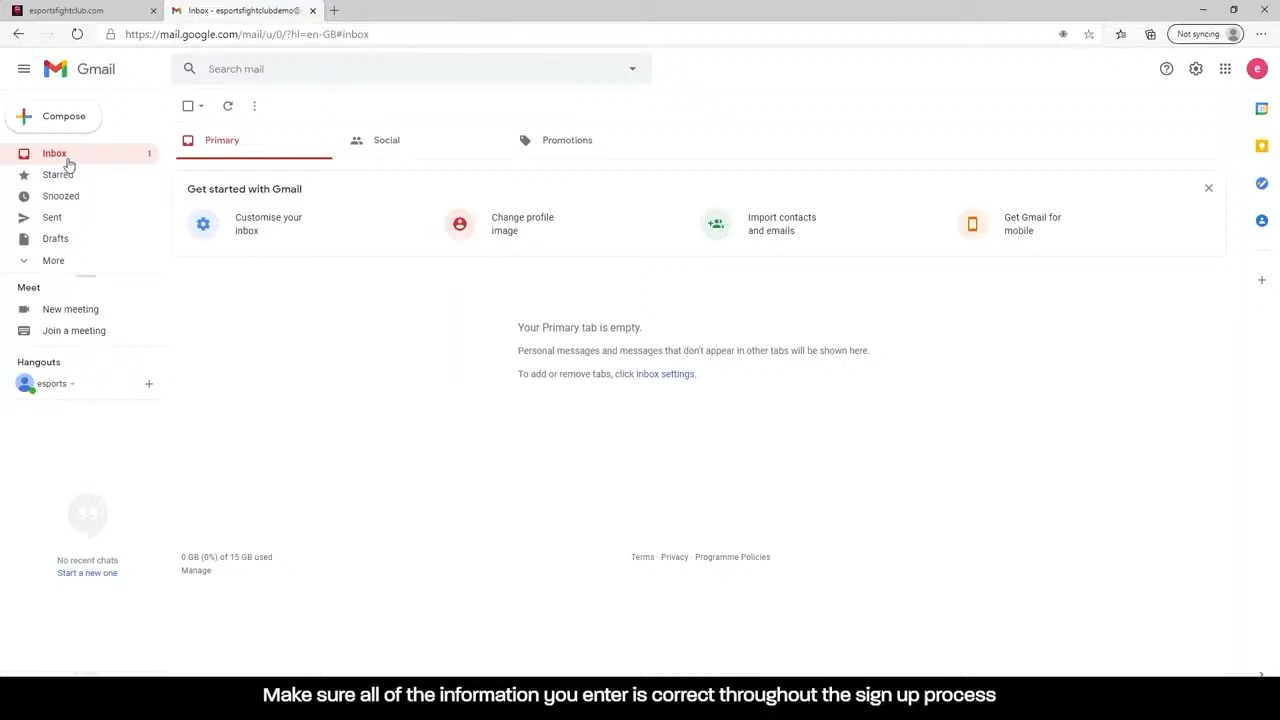 esportsfightclub.com
Inbox - esportsfightclubdemo@
https://mail.google.com/mail/u/0/?hl=en-GB#inbox
Not syncing
Gmail
Search mail
e
Compose
Inbox 1
Starred
Snoozed
Sent
Drafts
More
Meet
New meeting
Join a meeting
Hangouts
esports
No recent chats
Start a new one
Primary
Social
Promotions
Get started with Gmail
Customise your
inbox
Change profile
image
Import contacts
and emails
Get Gmail for
mobile
Your Primary tab is empty.
Personal messages and messages that don't appear in other tabs will be shown here.
To add or remove tabs, click inbox settings.
0 GB (0%) of 15 GB used
Manage
Terms · Privacy · Programme Policies
Make sure all of the information you enter is correct throughout the sign up process